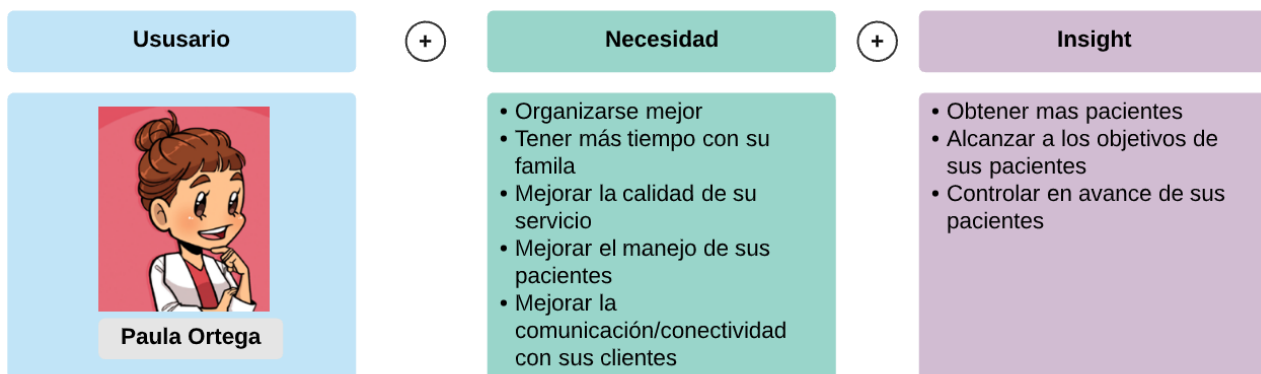 Ususario
+
Necesidad
+
Insight
Paula Ortega
• Organizarse mejor
• Tener más tiempo con su
famila
• Mejorar la calidad de su
servicio
• Mejorar el manejo de sus
pacientes
• Mejorar la
comunicación/conectividad
con sus clientes
• Obtener mas pacientes
• Alcanzar a los objetivos de
sus pacientes
• Controlar en avance de sus
pacientes